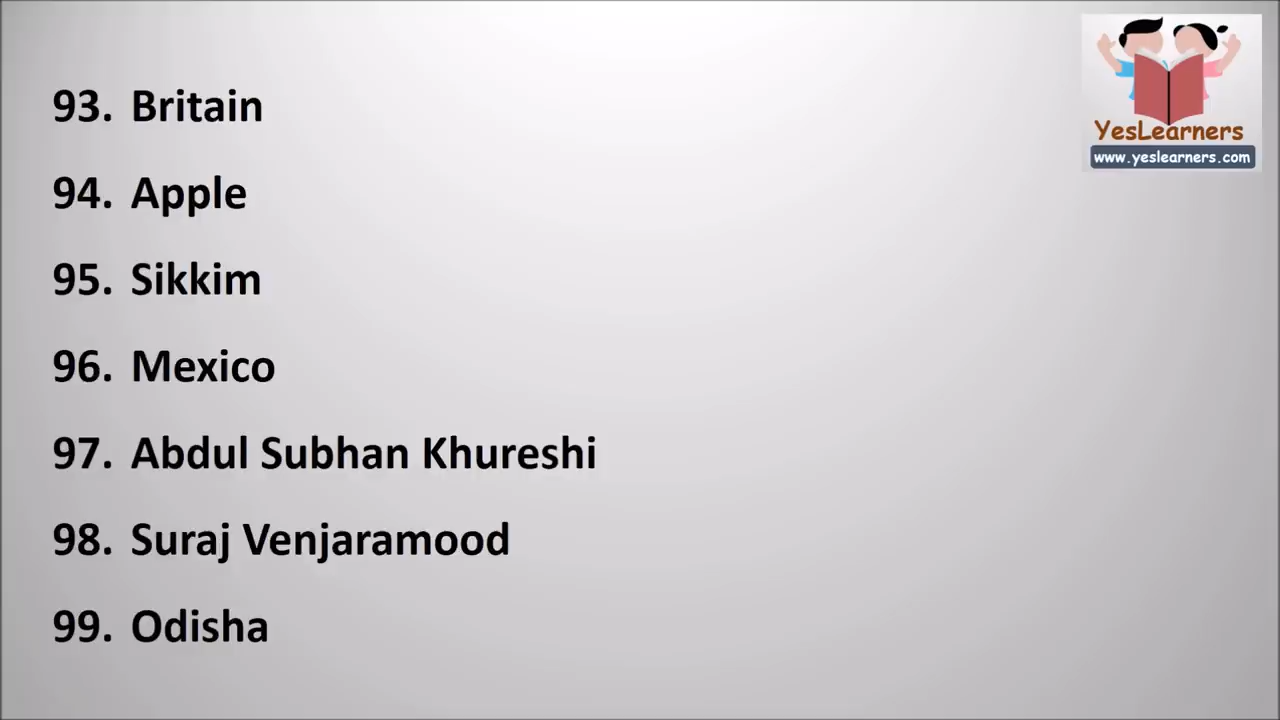 93. Britain
94. Apple
95. Sikkim
96. Mexico
97. Abdul Subhan Khureshi
98. Suraj Venjaramood
99. Odisha
YesLearners
www.yeslearners.com